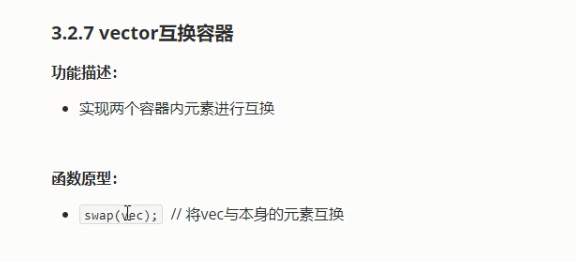 3.2.7 vector互换容器
功能描述：
实现两个容器内元素进行互换
函数原型：
swap(vec); // 将vec与本身的元素互换